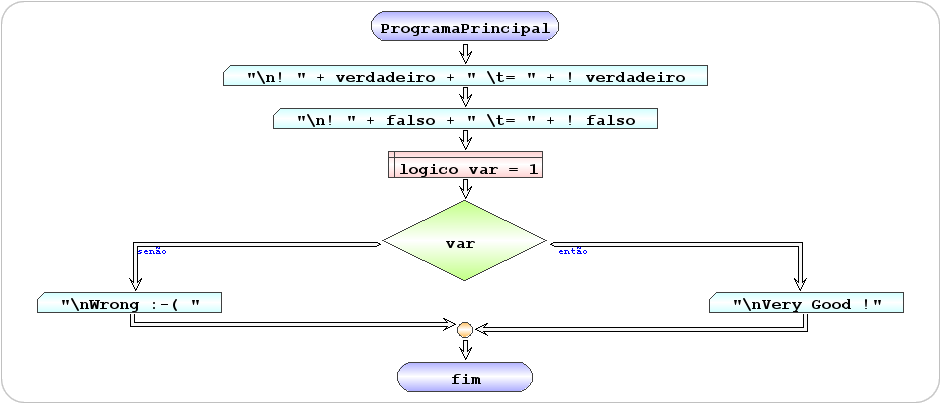 ProgramaPrincipal
"\n! " + verdadeiro + " \t= " + ! verdadeiro
"\n! " + falso + " \t= " + ! falso
logico var = 1
var
senão
então
"\nWrong :-( "
"\nVery Good !"
fim